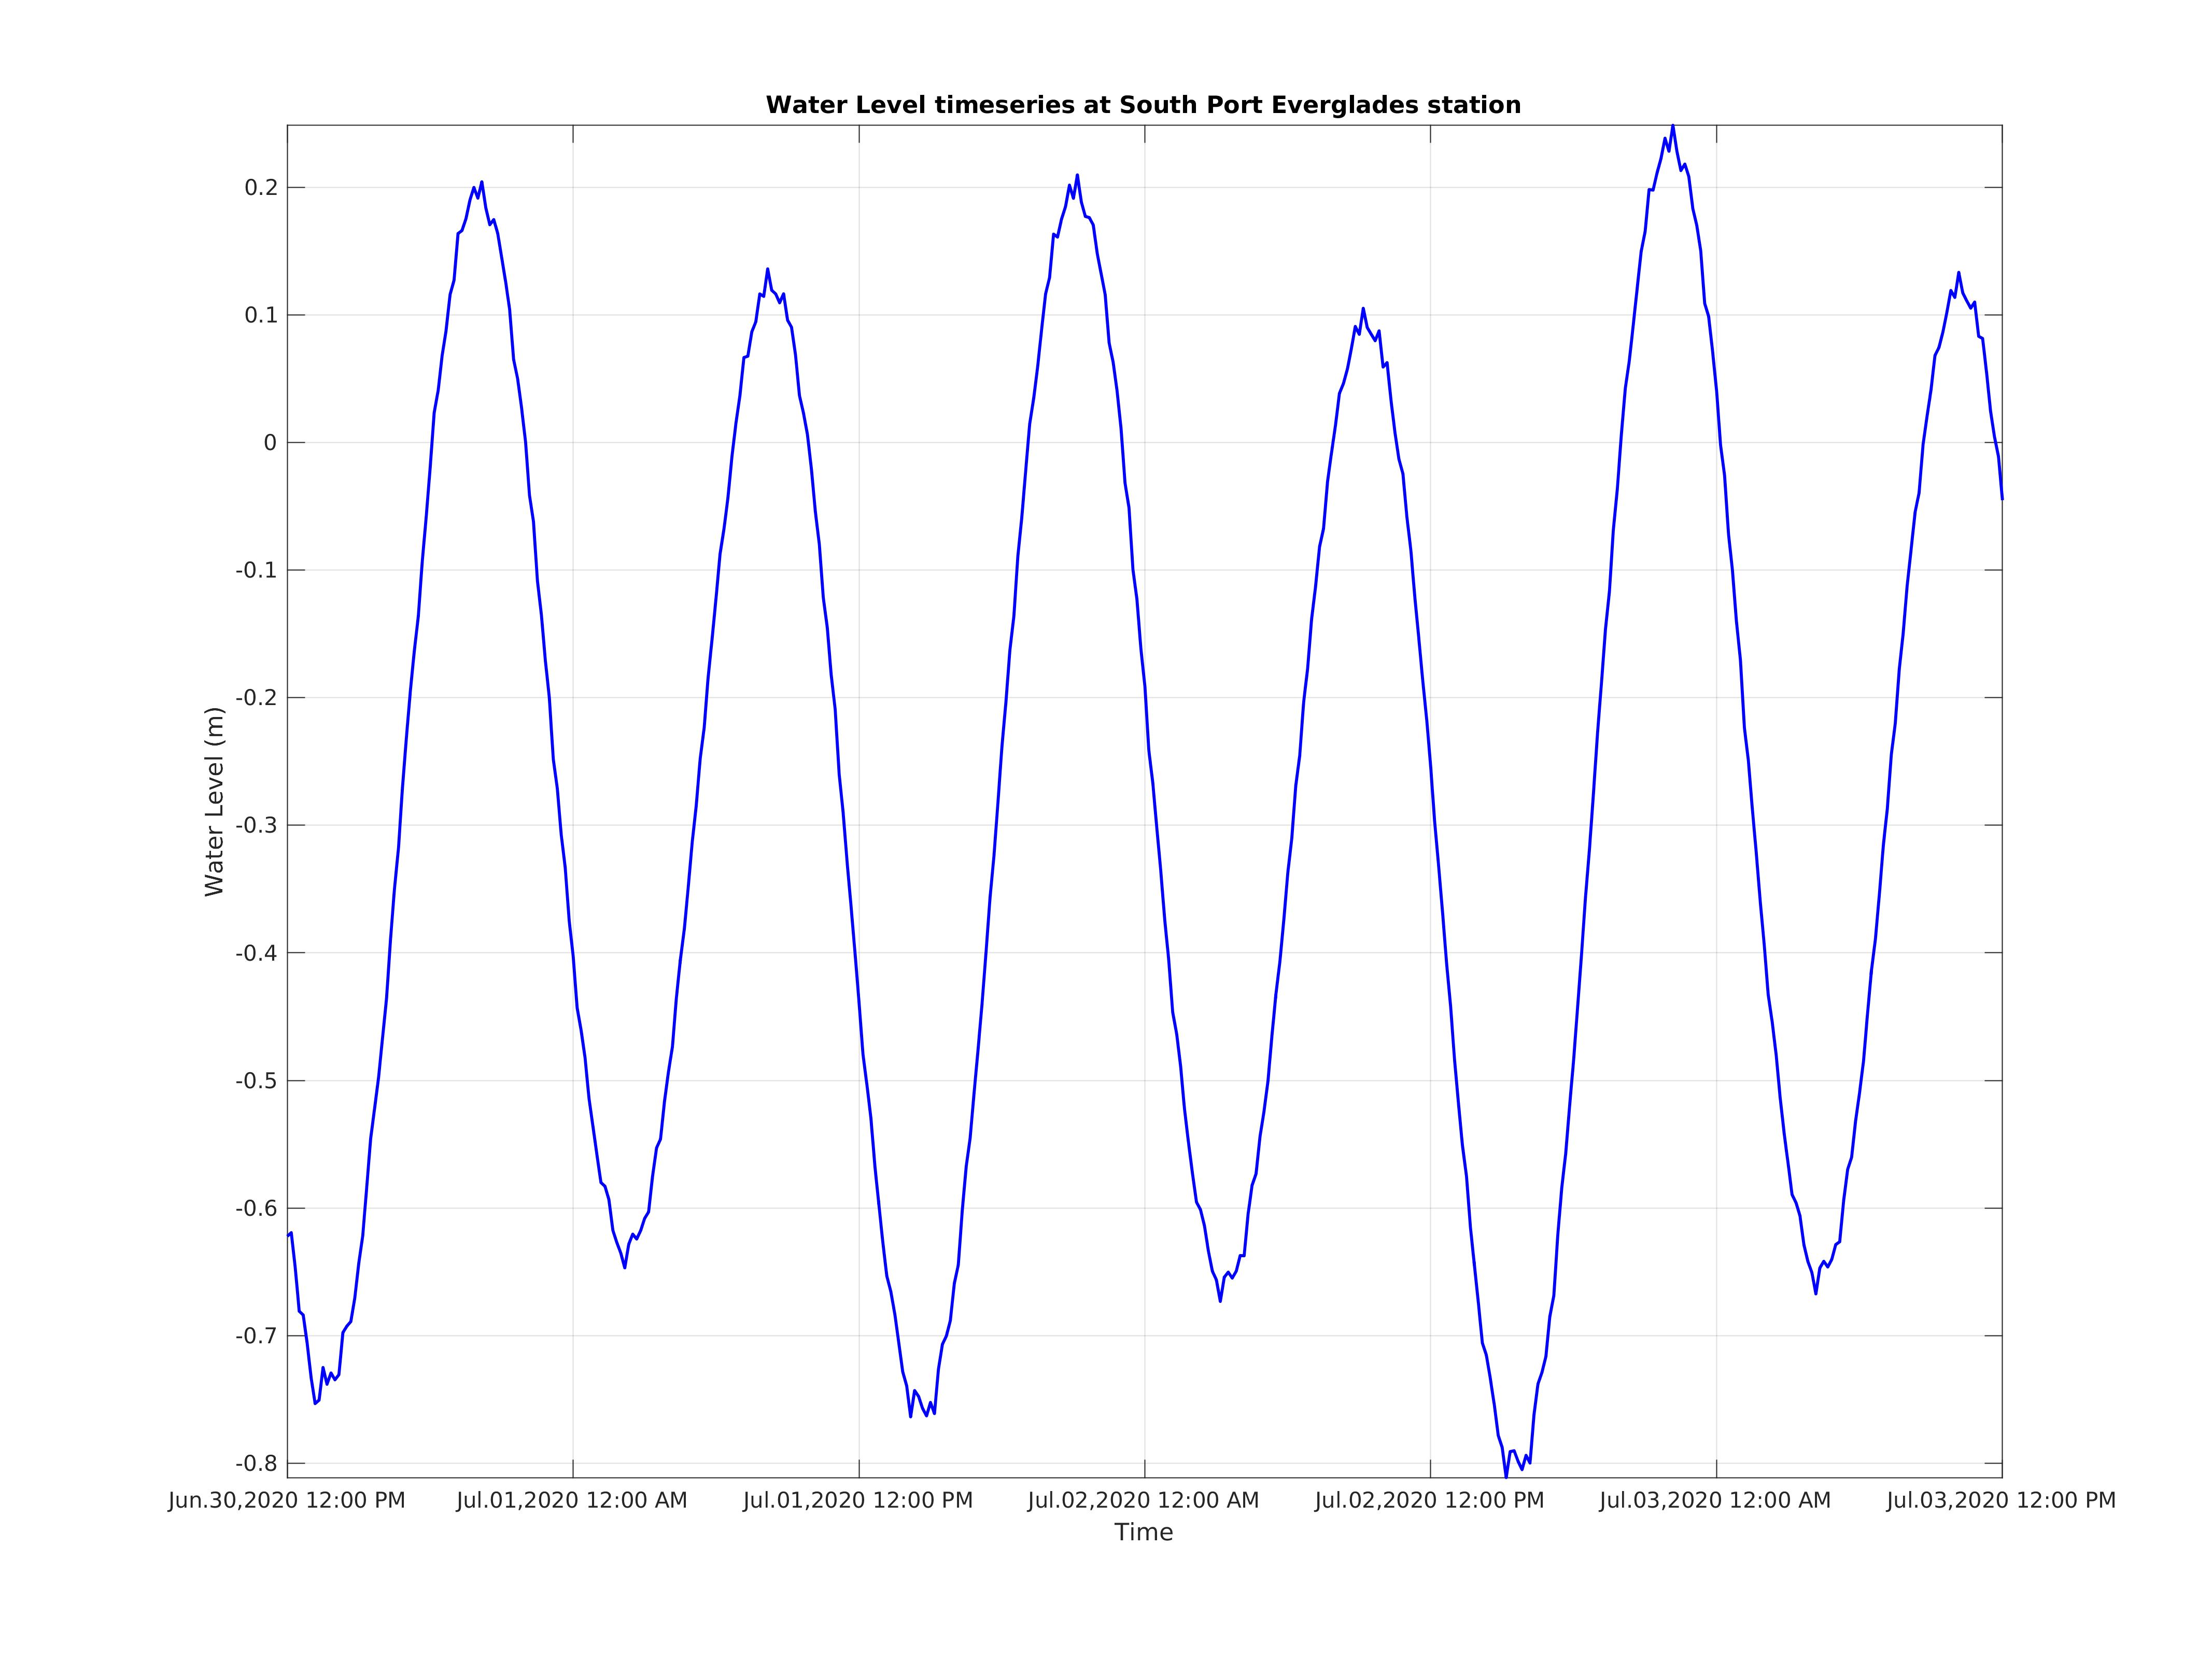 Water Level timeseries at South Port Everglades station
0.2
0.1
0
-0.1
-0.2
-0.3
-0.4
-0.5
-0.6
-0.7
-0.8
Water Level (m)
Jun.30,2020 12:00 PM Jul.01,2020 12:00 AM Jul.01,2020 12:00 PM Jul.02,2020 12:00 AM Jul.02,2020 12:00 PM Jul.03,2020 12:00 AM Jul.03,2020 12:00 PM
Time